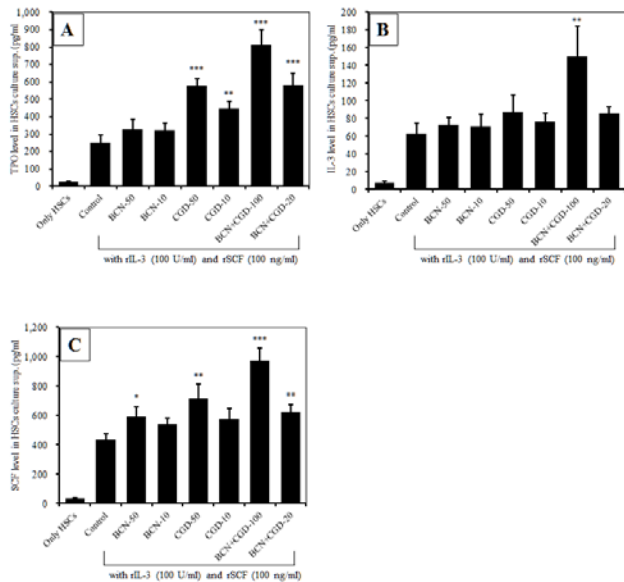 A
TPO level in HSCs culture sup. (pg/ml)
1,000
900
800
700
600
500
400
300
200
100
0
***
**
***
***
Only HSCs
Control
BCN-50
BCN-10
CGD-50
CGD-10
BCN+CGD-100
BCN+CGD-20
with rIL-3 (100 U/ml) and rSCF (100 ng/ml)
B
IL-3 level in HSCs culture sup. (pg/ml)
200
180
160
140
120
100
80
60
40
20
0
**
Only HSCs
Control
BCN-50
BCN-10
CGD-50
CGD-10
BCN+CGD-100
BCN+CGD-20
with rIL-3 (100 U/ml) and rSCF (100 ng/ml)
C
SCF level in HSCs culture sup. (pg/ml
1,200
1,000
800
600
400
200
0
*
**
***
**
Only HSCs
Control
BCN-50
BCN-10
CGD-50
CGD-10
BCN+CGD-100
BCN+CGD-20
with rIL-3 (100 U/ml) and rSCF (100 ng/ml)